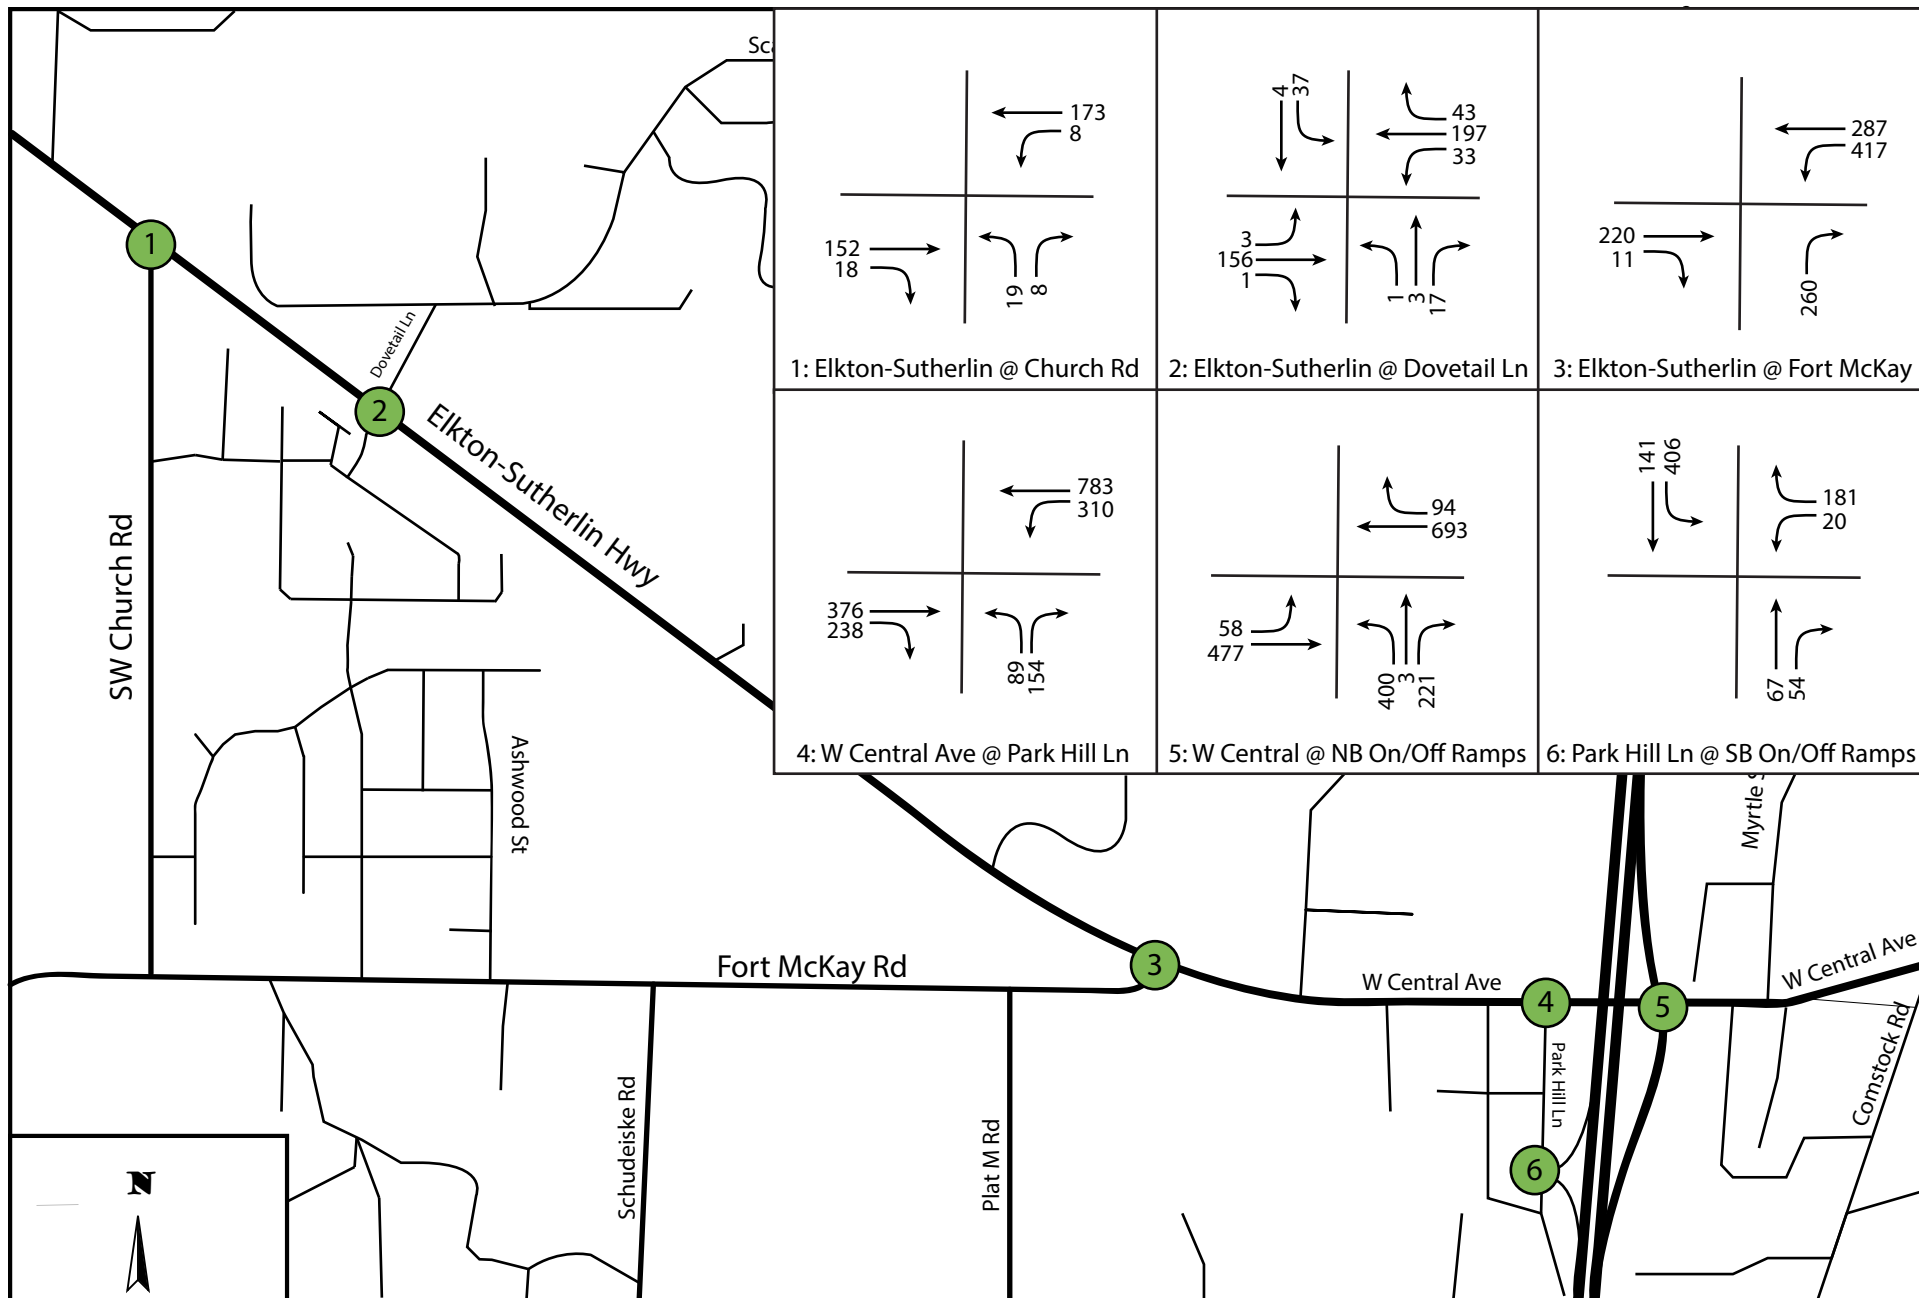 Sca
173
8
152
18
19
8
1: Elkton-Sutherlin @ Church Rd
4
37
43
197
33
3
156
1
1
3
17
2: Elkton-Sutherlin @ Dovetail Ln
287
417
220
11
260
3: Elkton-Sutherlin @ Fort McKay
783
310
376
238
89
154
4: W Central Ave @ Park Hill Ln
94
693
58
477
400
3
221
5: W Central @ NB On/Off Ramps
141
406
181
20
67
54
6: Park Hill Ln @ SB On/Off Ramps
1
Dovetail Ln
2
Elkton-Sutherlin Hwy
SW Church Rd
Ashwood St
Myrtle S
Fort McKay Rd
3
W Central Ave
4
5
W Central Ave
Park Hill Ln
Comstock Rd
Schudeiske Rd
Plat M Rd
6
N